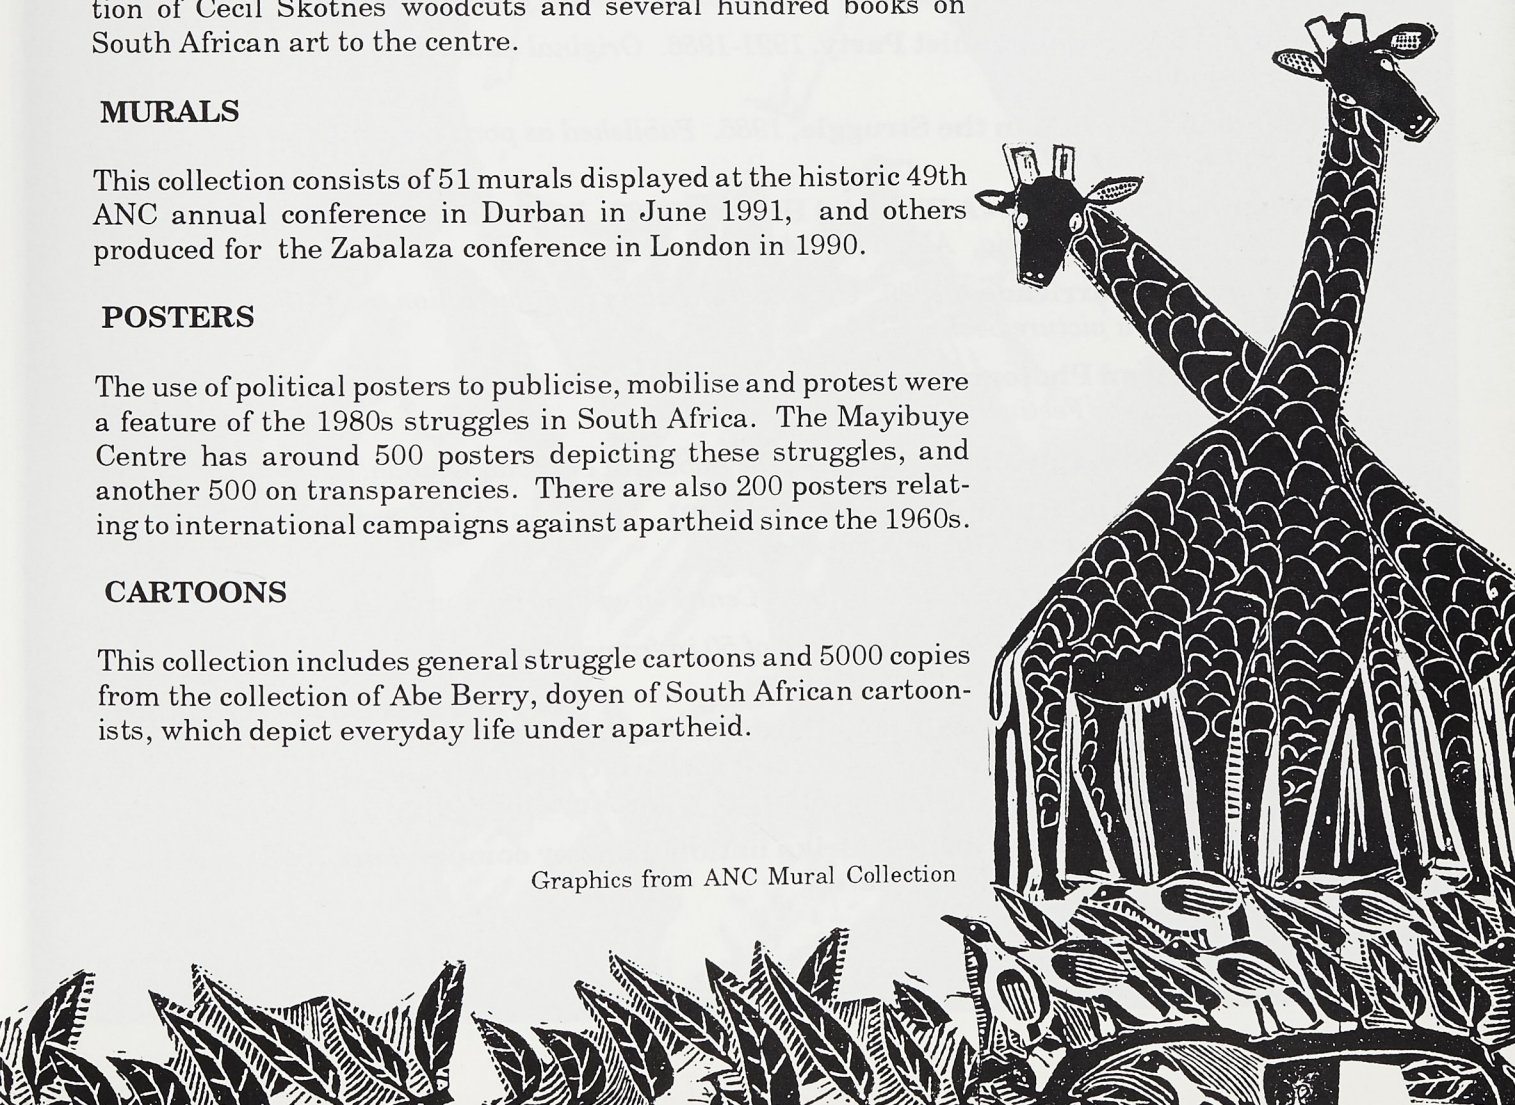 tion of Cecil Skotnes woodcuts and several hundred books on
South African art to the centre.
MURALS
This collection consists of 51 murals displayed at the historic 49th
ANC annual conference in Durban in June 1991, and others
produced for the Zabalaza conference in London in 1990.
POSTERS
The use of political posters to publicise, mobilise and protest were
a feature of the 1980s struggles in South Africa. The Mayibuye
Centre has around 500 posters depicting these struggles, and
another 500 on transparencies. There are also 200 posters relat-
ing to international campaigns against apartheid since the 1960s.
CARTOONS
This collection includes general struggle cartoons and 5000 copies
from the collection of Abe Berry, doyen of South African cartoon-
ists, which depict everyday life under apartheid.
Graphics from ANC Mural Collection